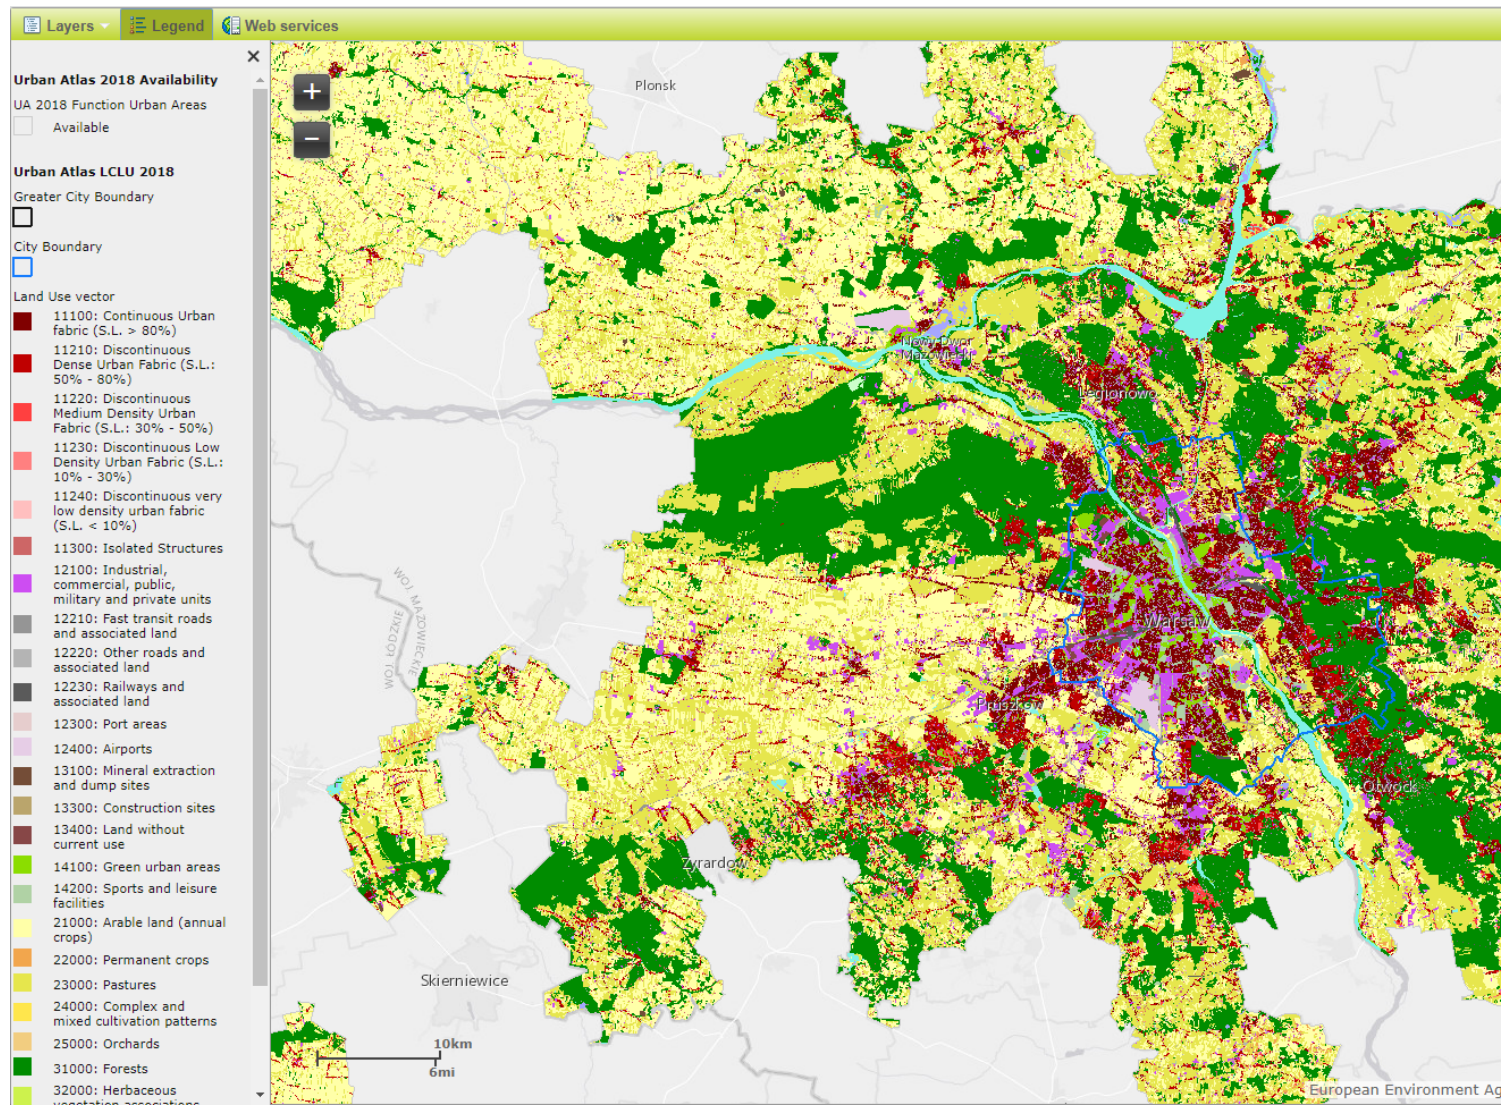 Layers
Legend
Web services
Urban Atlas 2018 Availability
UA 2018 Function Urban Areas
Available
Urban Atlas LCLU 2018
Greater City Boundary
City Boundary
Land Use vector
11100: Continuous Urban
fabric (S.L. > 80%)
11210: Discontinuous
Dense Urban Fabric (S.L.:
50% - 80%)
11220: Discontinuous
Medium Density Urban
Fabric (S.L.: 30% - 50%)
11230: Discontinuous Low
Density Urban Fabric (S.L.:
10% - 30%)
11240: Discontinuous very
low density urban fabric
(S.L. < 10%)
11300: Isolated Structures
12100: Industrial,
commercial, public,
military and private units
12210: Fast transit roads
and associated land
12220: Other roads and
associated land
12230: Railways and
associated land
12300: Port areas
12400: Airports
13100: Mineral extraction
and dump sites
13300: Construction sites
13400: Land without
current use
14100: Green urban areas
14200: Sports and leisure
facilities
21000: Arable land (annual
crops)
22000: Permanent crops
23000: Pastures
24000: Complex and
mixed cultivation patterns
25000: Orchards
31000: Forests
32000: Herbaceous
vegetation associations
+
−
Plonsk
Nowy Dwor
Mazowiecki
Legionowo
WOJ. ŁÓDZKIE
WOJ. MAZOWIECKIE
Warsaw
Pruszkow
Otwock
Zyrardow
Skierniewice
10km
6mi
European Environment Ag